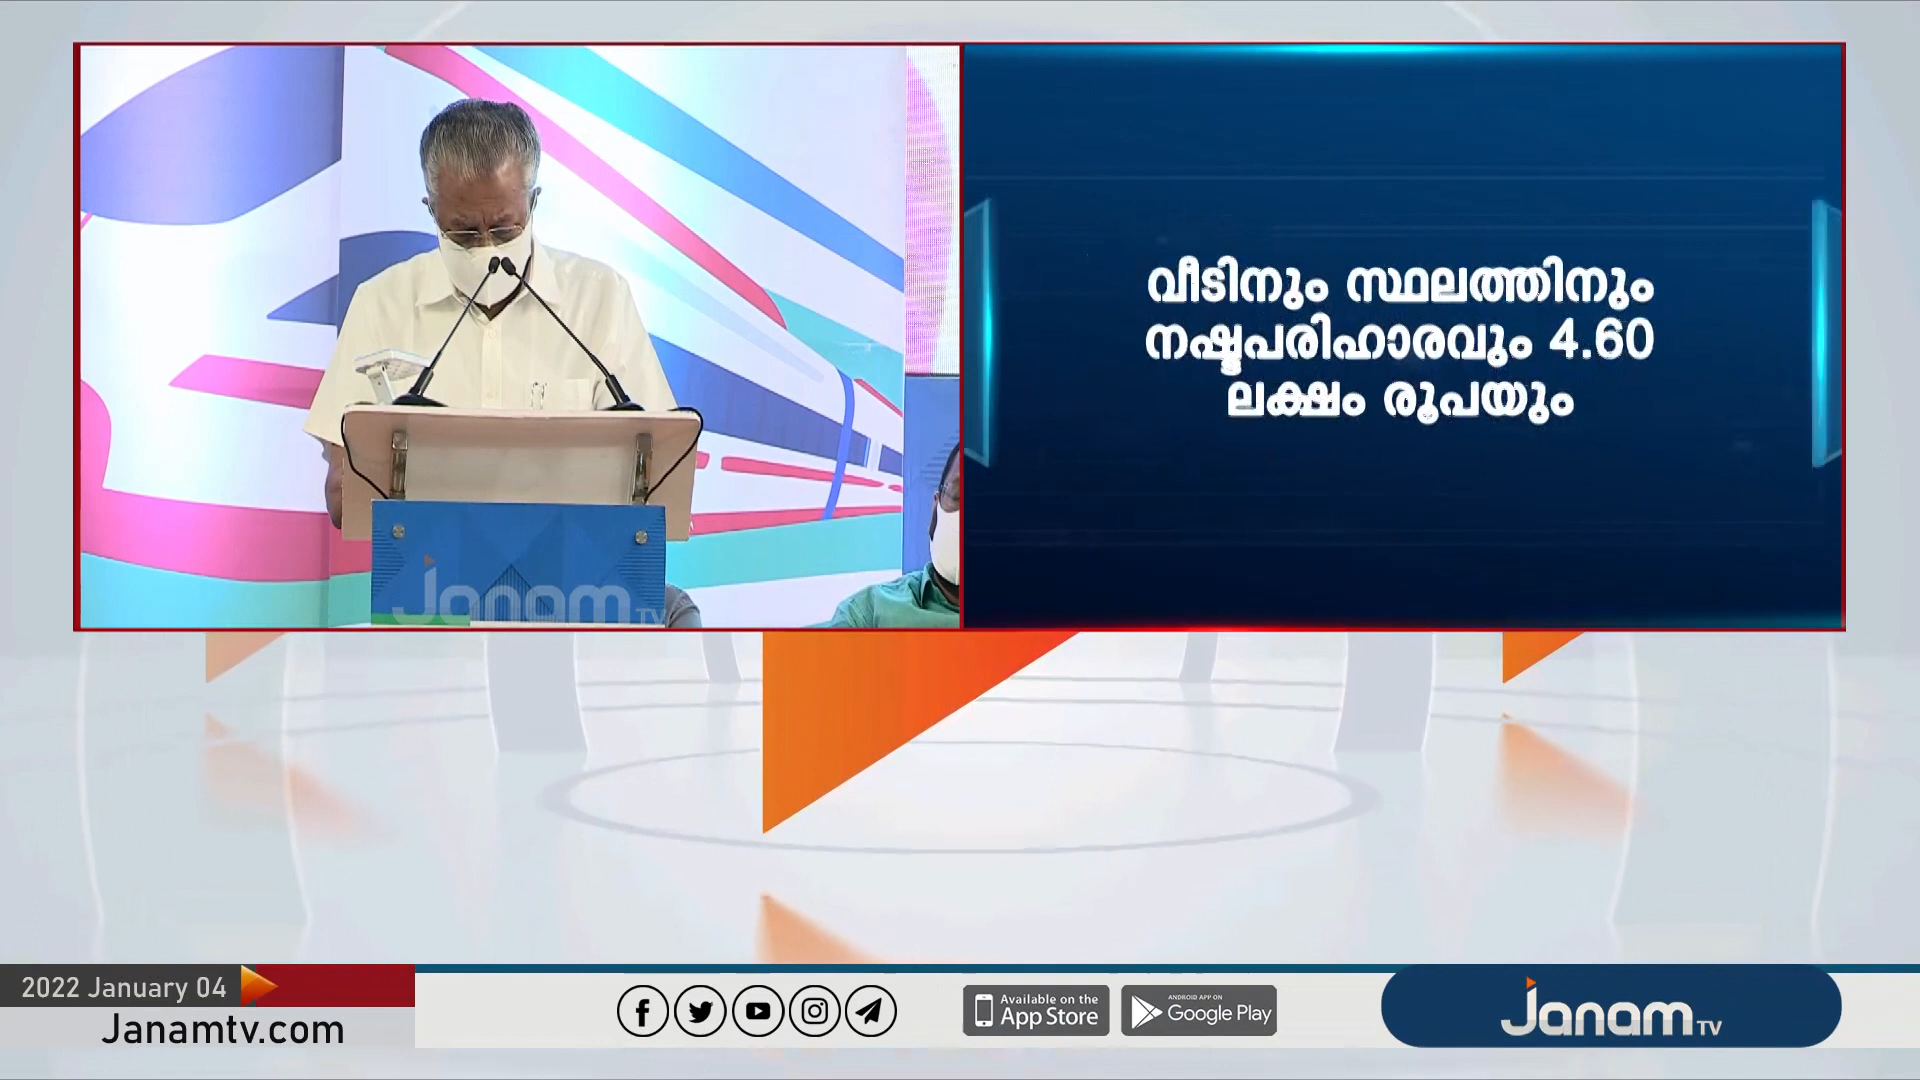 വീടിനും സ്ഥലത്തിനും
നഷ്ടപരിഹാരവും 4.60
ലക്ഷം രൂപയും
Janam TV
2022 January 04
Janamtv.com
Available on the
App Store
ANDROID APP ON
Google Play
Janam TV